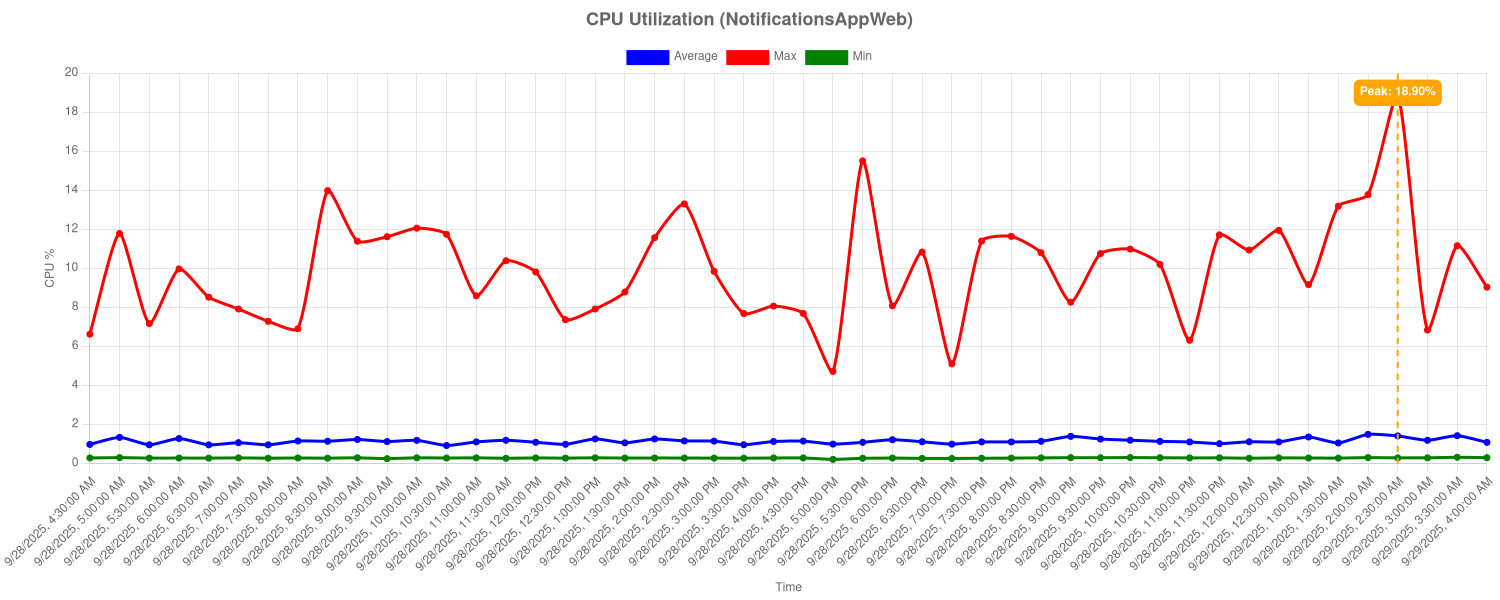 CPU Utilization (NotificationsAppWeb)
Average Max Min
20
18
16
14
12
10
8
6
4
2
0
CPU %
Peak: 18.90%
9/28/2025, 4:30:00 AM
9/28/2025, 5:00:00 AM
9/28/2025, 5:30:00 AM
9/28/2025, 6:00:00 AM
9/28/2025, 6:30:00 AM
9/28/2025, 7:00:00 AM
9/28/2025, 7:30:00 AM
9/28/2025, 8:00:00 AM
9/28/2025, 8:30:00 AM
9/28/2025, 9:00:00 AM
9/28/2025, 9:30:00 AM
9/28/2025, 10:00:00 AM
9/28/2025, 10:30:00 AM
9/28/2025, 11:00:00 AM
9/28/2025, 11:30:00 AM
9/28/2025, 12:00:00 PM
9/28/2025, 12:30:00 PM
9/28/2025, 1:00:00 PM
9/28/2025, 1:30:00 PM
9/28/2025, 2:00:00 PM
9/28/2025, 2:30:00 PM
9/28/2025, 3:00:00 PM
9/28/2025, 3:30:00 PM
9/28/2025, 4:00:00 PM
9/28/2025, 4:30:00 PM
9/28/2025, 5:00:00 PM
9/28/2025, 5:30:00 PM
9/28/2025, 6:00:00 PM
9/28/2025, 6:30:00 PM
9/28/2025, 7:00:00 PM
9/28/2025, 7:30:00 PM
9/28/2025, 8:00:00 PM
9/28/2025, 8:30:00 PM
9/28/2025, 9:00:00 PM
9/28/2025, 9:30:00 PM
9/28/2025, 10:00:00 PM
9/28/2025, 10:30:00 PM
9/28/2025, 11:00:00 PM
9/28/2025, 11:30:00 PM
9/29/2025, 12:00:00 AM
9/29/2025, 12:30:00 AM
9/29/2025, 1:00:00 AM
9/29/2025, 1:30:00 AM
9/29/2025, 2:00:00 AM
9/29/2025, 2:30:00 AM
9/29/2025, 3:00:00 AM
9/29/2025, 3:30:00 AM
9/29/2025, 4:00:00 AM
Time